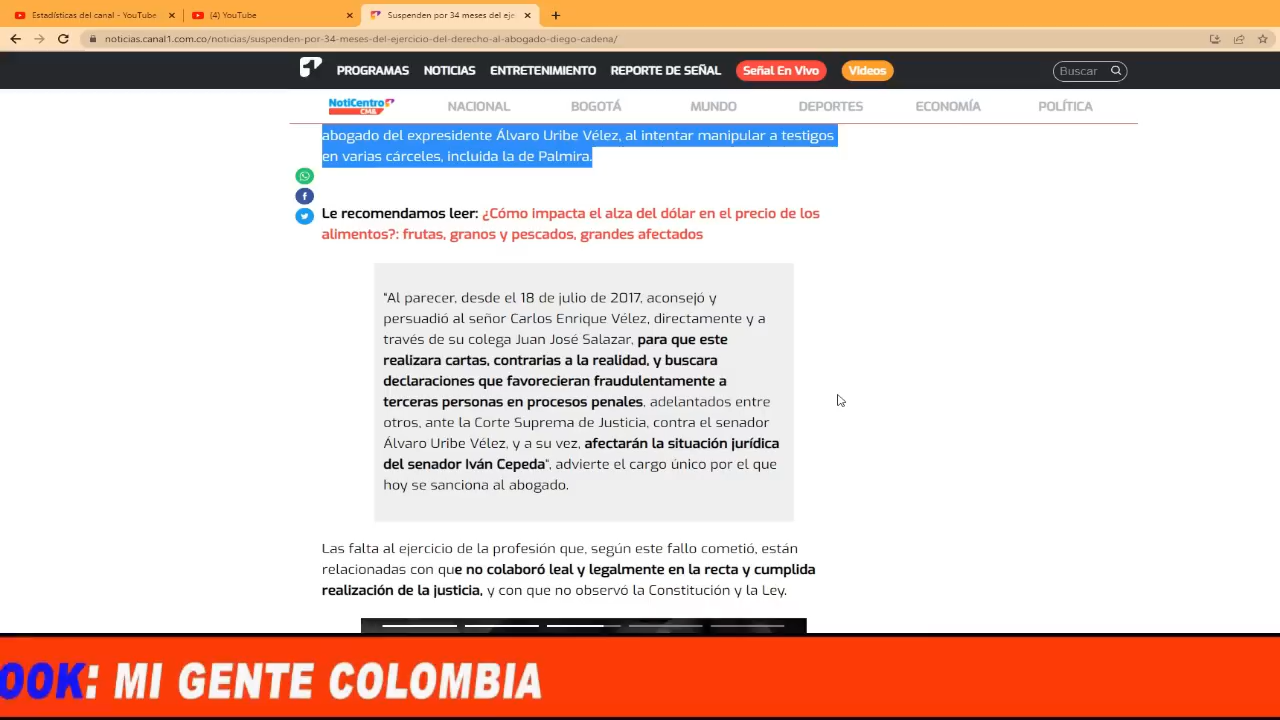 Estadísticas del canal - YouTube
(4) YouTube
Suspenden por 34 meses del eje
noticias.canal1.com.co/noticias/suspenden-por-34-meses-del-ejercicio-del-derecho-al-abogado-diego-cadena/
PROGRAMAS NOTICIAS ENTRETENIMIENTO REPORTE DE SEÑAL Señal En Vivo Videos Buscar
NotiCentro
CM&
NACIONAL BOGOTÁ MUNDO DEPORTES ECONOMÍA POLÍTICA
abogado del expresidente Álvaro Uribe Vélez, al intentar manipular a testigos
en varias cárceles, incluida la de Palmira.
Le recomendamos leer: ¿Cómo impacta el alza del dólar en el precio de los
alimentos?: frutas, granos y pescados, grandes afectados
“Al parecer, desde el 18 de julio de 2017, aconsejó y
persuadió al señor Carlos Enrique Vélez, directamente y a
través de su colega Juan José Salazar, para que este
realizara cartas, contrarias a la realidad, y buscara
declaraciones que favorecieran fraudulentamente a
terceras personas en procesos penales, adelantados entre
otros, ante la Corte Suprema de Justicia, contra el senador
Álvaro Uribe Vélez, y a su vez, afectarán la situación jurídica
del senador Iván Cepeda“, advierte el cargo único por el que
hoy se sanciona al abogado.
Las falta al ejercicio de la profesión que, según este fallo cometió, están
relacionadas con que no colaboró leal y legalmente en la recta y cumplida
realización de la justicia, y con que no observó la Constitución y la Ley.
OOK: MI GENTE COLOMBIA